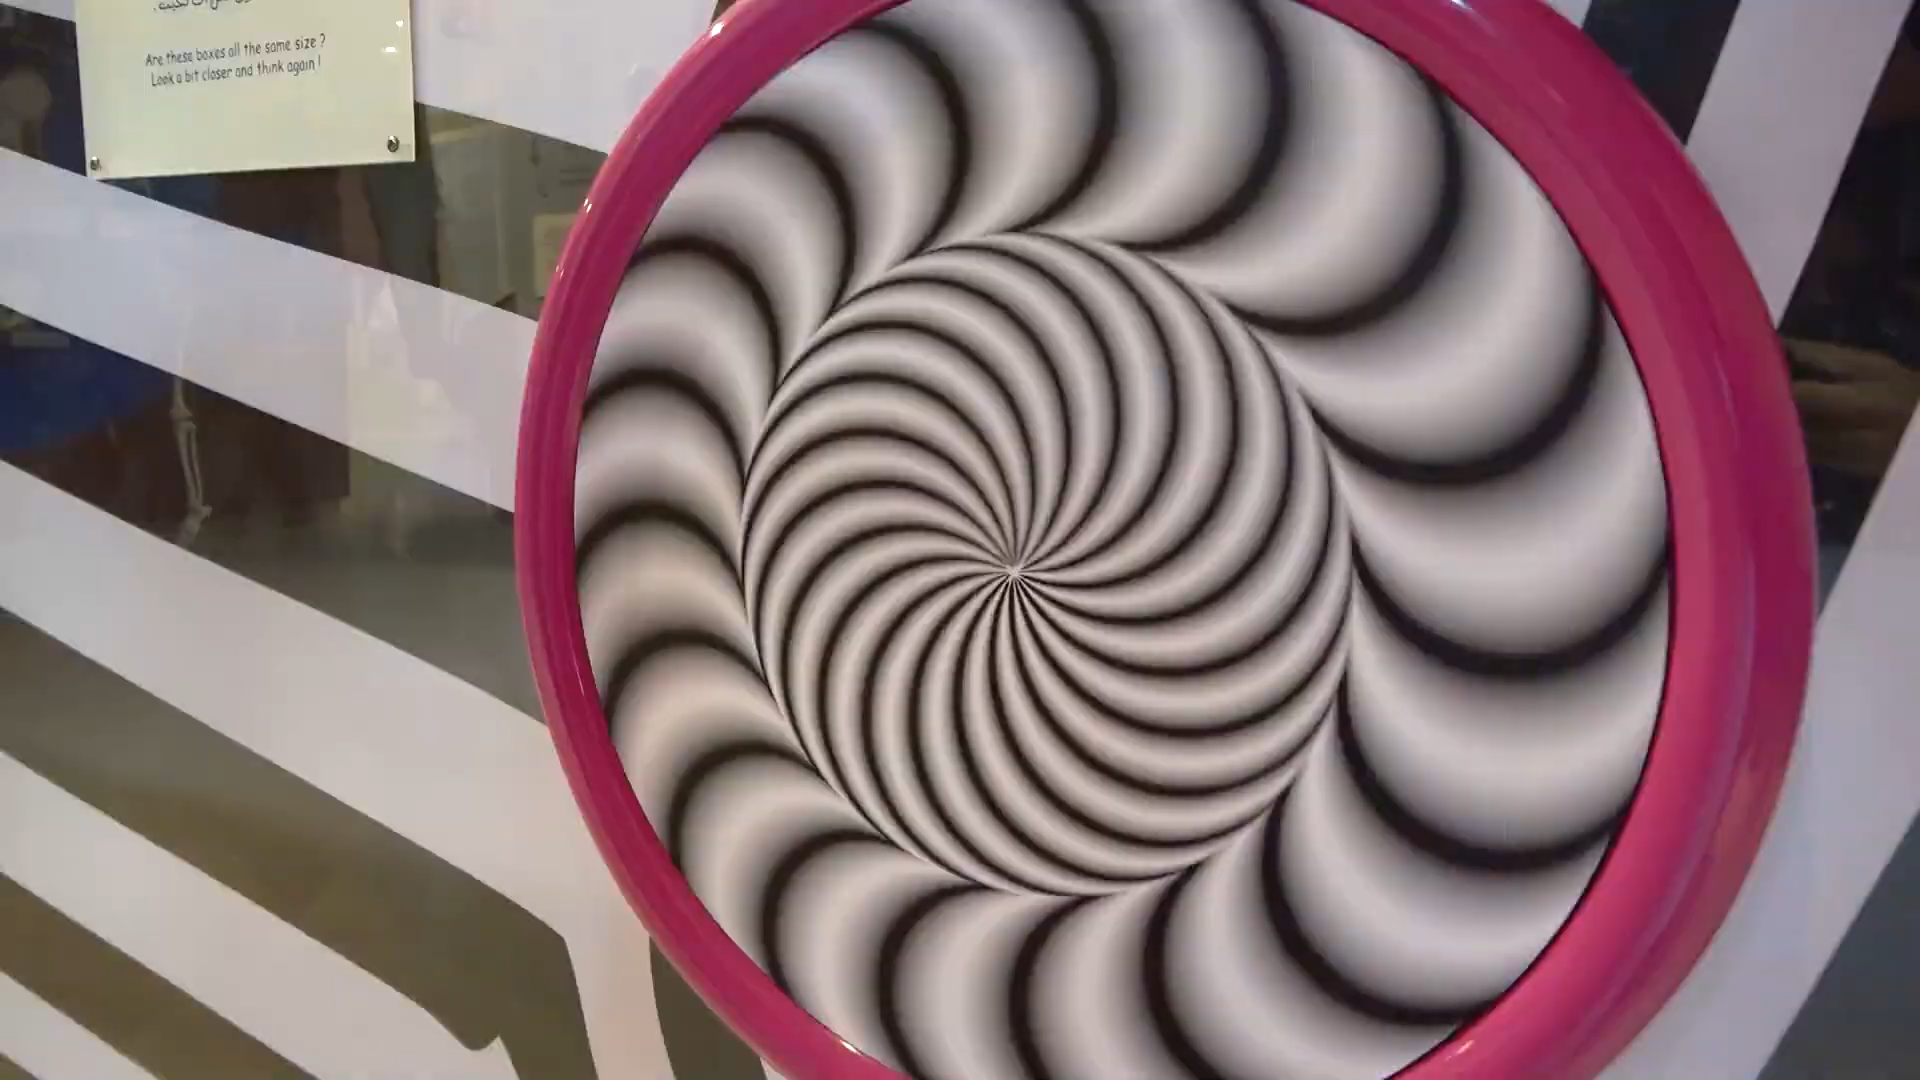 Are these boxes all the same size ?
Look a bit closer and think again !